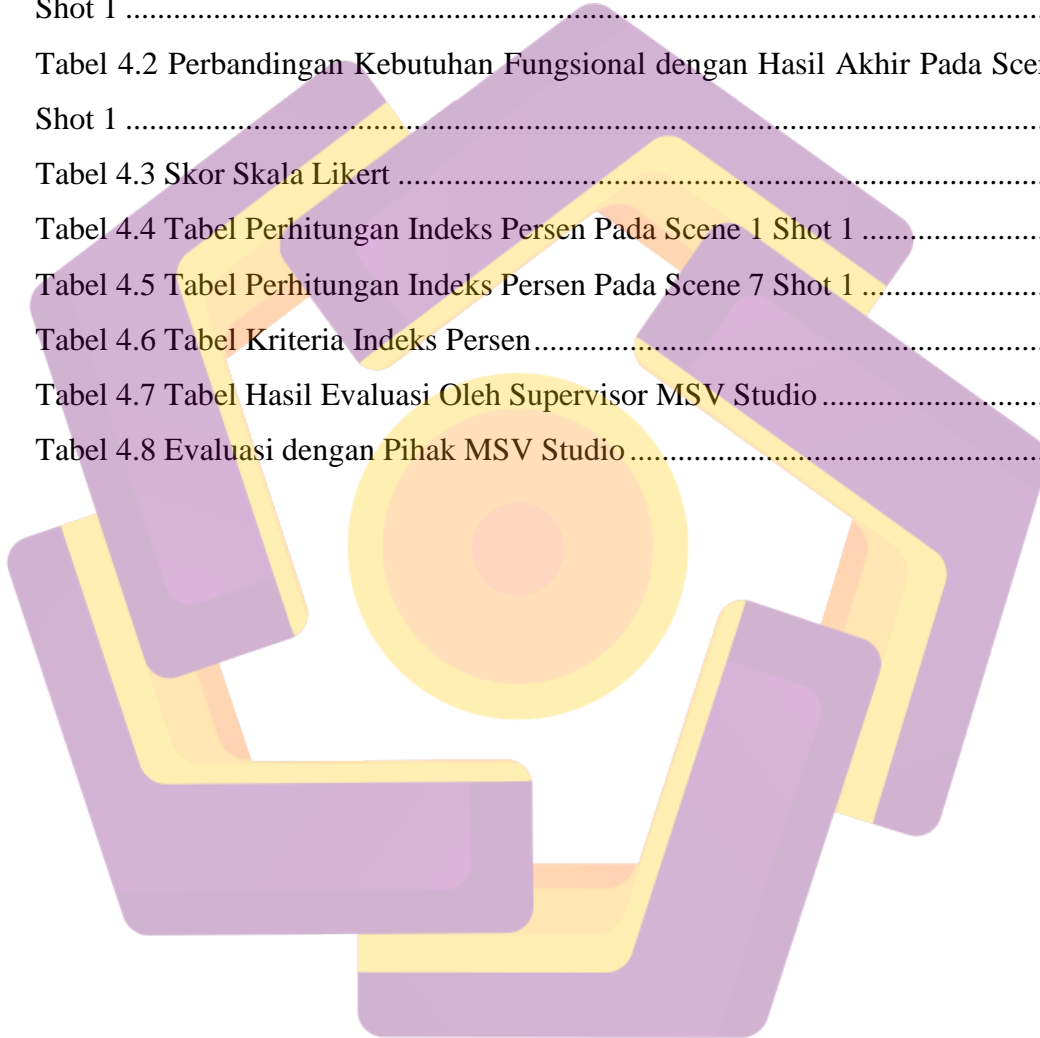 Shot 1 ..........................................................................................
Tabel 4.2 Perbandingan Kebutuhan Fungsional dengan Hasil Akhir Pada
Shot 1 ..........................................................................................
Tabel 4.3 Skor Skala Likert ................................................................
Tabel 4.4 Tabel Perhitungan Indeks Persen Pada Scene 1 Shot 1 ..................
Tabel 4.5 Tabel Perhitungan Indeks Persen Pada Scene 7 Shot 1 ..................
Tabel 4.6 Tabel Kriteria Indeks Persen ..................................................
Tabel 4.7 Tabel Hasil Evaluasi Oleh Supervisor MSV Studio ......................
Tabel 4.8 Evaluasi dengan Pihak MSV Studio .........................................